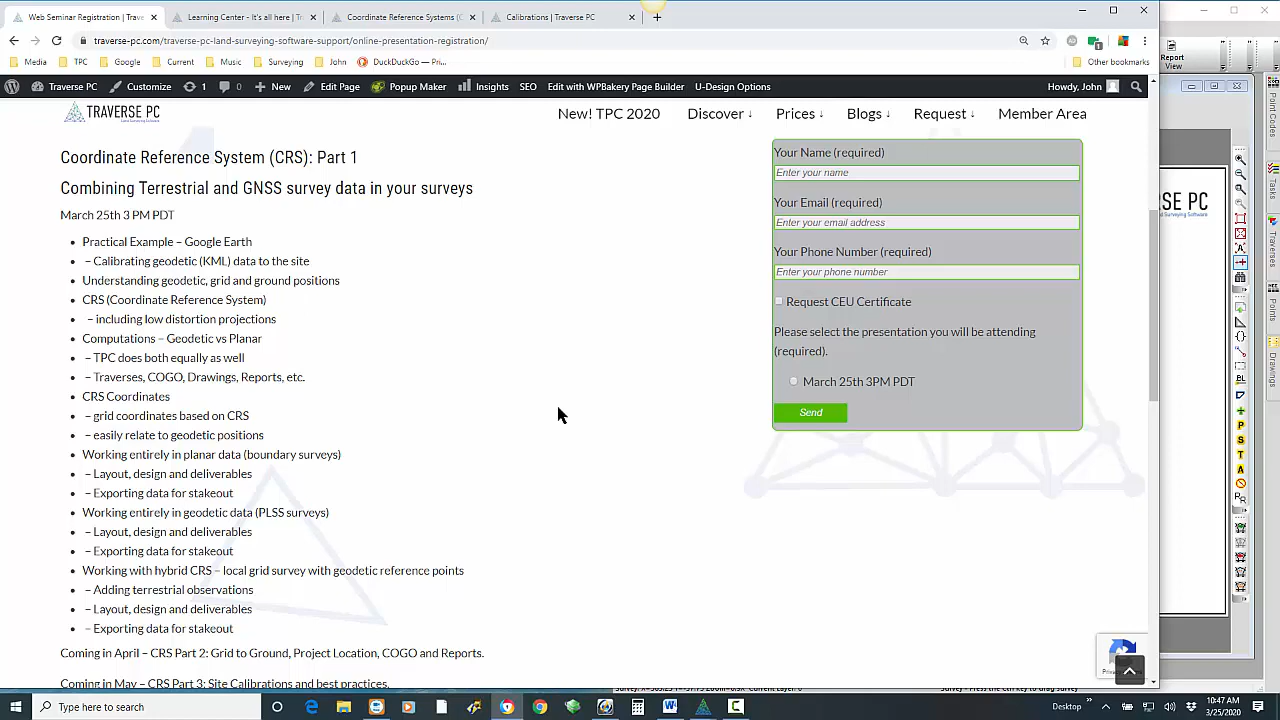 Web Seminar Registration | Trave
Learning Center - It's all here | Tr
Coordinate Reference Systems (C
Calibrations | Traverse PC
traverse-pc.com/traverse-pc-land-surveying-software-support/online-presentation-registration/
Media
TPC
Google
Current
Music
Surveying
John
DuckDuckGo — Pri...
Other bookmarks
Traverse PC
Customize
1
0
New
Edit Page
Popup Maker
Insights
SEO
Edit with WPBakery Page Builder
U-Design Options
Howdy, John
TRAVERSE PC
New! TPC 2020
Discover ↓
Prices ↓
Blogs ↓
Request ↓
Member Area
Coordinate Reference System (CRS): Part 1
Combining Terrestrial and GNSS survey data in your surveys
March 25th 3 PM PDT
Practical Example – Google Earth
– Calibrating geodetic (KML) data to the site
Understanding geodetic, grid and ground positions
CRS (Coordinate Reference System)
– including low distortion projections
Computations – Geodetic vs Planar
– TPC does both equally as well
– Traverses, COGO, Drawings, Reports, etc.
CRS Coordinates
– grid coordinates based on CRS
– easily relate to geodetic positions
Working entirely in planar data (boundary surveys)
– Layout, design and deliverables
– Exporting data for stakeout
Working entirely in geodetic data (PLSS surveys)
– Layout, design and deliverables
– Exporting data for stakeout
Working with hybrid CRS – local grid survey with geodetic reference points
– Adding terrestrial observations
– Layout, design and deliverables
– Exporting data for stakeout
Coming in April – CRS Part 2: Grid to Ground, Project Location, COGO and Reports.
Coming in May – CRS Part 3: Site Calibrations and best practices.
Your Name (required)
Enter your name
Your Email (required)
Enter your email address
Your Phone Number (required)
Enter your phone number
Request CEU Certificate
Please select the presentation you will be attending
(required).
March 25th 3PM PDT
Send
Report
View
RSE PC
Point Codes
Tasks
Traverses
Points
Drawings
Type here to search
Desktop
10:47 AM
3/25/2020